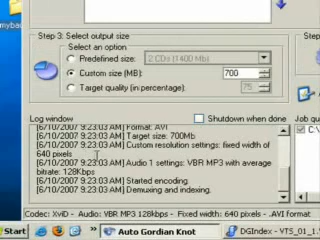 myba
Step 3: Select output size
Step
Select an option
Predefined size:
2 CDs (1400 Mb)
Custom size (MB):
700
Target quality (in percentage):
75
Log window
Shutdown when done
Job qu
[6/10/2007 9:23:03 AM] Format: AVI
[6/10/2007 9:23:03 AM] Target size: 700Mb
[6/10/2007 9:23:03 AM] Custom resolution settings: fixed width of
640 pixels
[6/10/2007 9:23:03 AM] Audio 1 settings: VBR MP3 with average
bitrate: 128Kbps
[6/10/2007 9:23:03 AM] Started encoding.
[6/10/2007 9:23:03 AM] Demuxing and indexing.
C:\
Codec: XviD - Audio: VBR MP3 128kbps - Fixed width: 640 pixels - .AVI format
Start
»
Auto Gordian Knot
DGIndex - VTS_01_1.